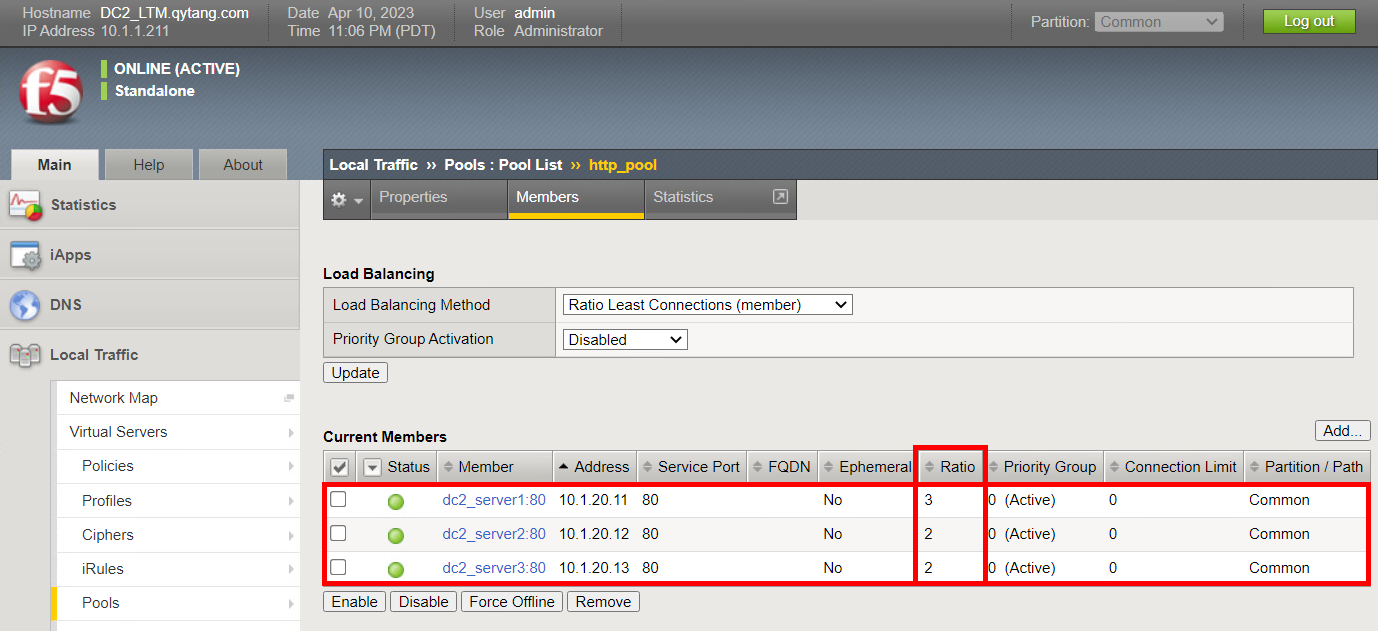 Hostname DC2_LTM.qytang.com Date Apr 10, 2023 User admin
IP Address 10.1.1.211 Time 11:06 PM (PDT) Role Administrator
Partition: Common Log out
f5
ONLINE (ACTIVE)
Standalone
Main Help About
Local Traffic ›› Pools : Pool List ›› http_pool
Properties Members Statistics
Statistics
iApps
DNS
Local Traffic
Network Map
Virtual Servers
Policies
Profiles
Ciphers
iRules
Pools
Load Balancing
Load Balancing Method Ratio Least Connections (member)
Priority Group Activation Disabled
Update
Current Members Add...
Status Member Address Service Port FQDN Ephemeral Ratio Priority Group Connection Limit Partition / Path
dc2_server1:80 10.1.20.11 80 No 3 0 (Active) 0 Common
dc2_server2:80 10.1.20.12 80 No 2 0 (Active) 0 Common
dc2_server3:80 10.1.20.13 80 No 2 0 (Active) 0 Common
Enable Disable Force Offline Remove